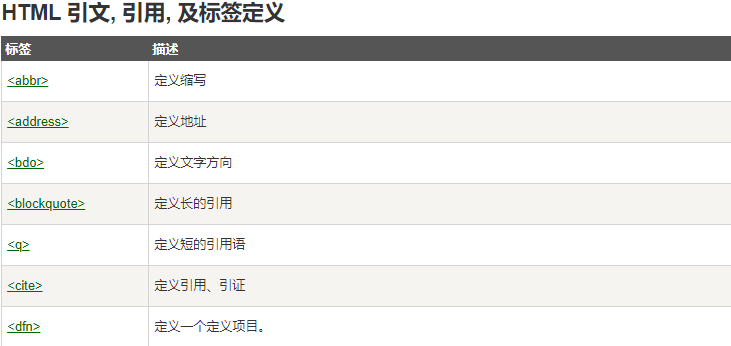 HTML 引文, 引用, 及标签定义
标签 描述
<abbr> 定义缩写
<address> 定义地址
<bdo> 定义文字方向
<blockquote> 定义长的引用
<q> 定义短的引用语
<cite> 定义引用、引证
<dfn> 定义一个定义项目。